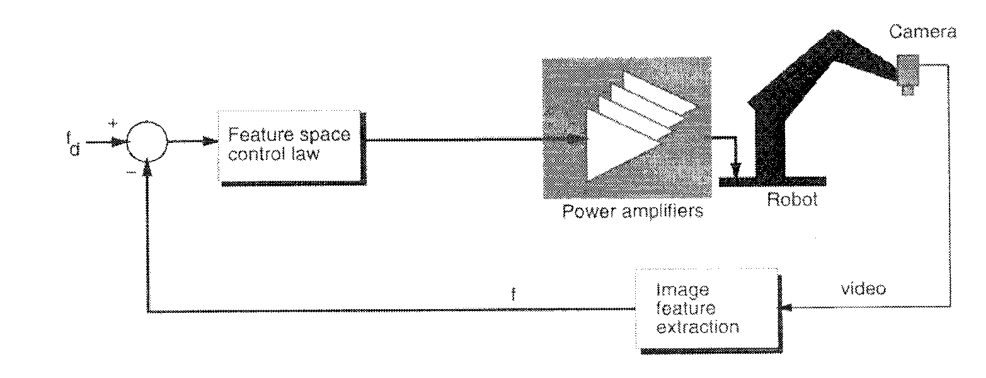 Camera
+
f
d
Feature space
control law
−
Power amplifiers
Robot
f
Image
feature
extraction
video